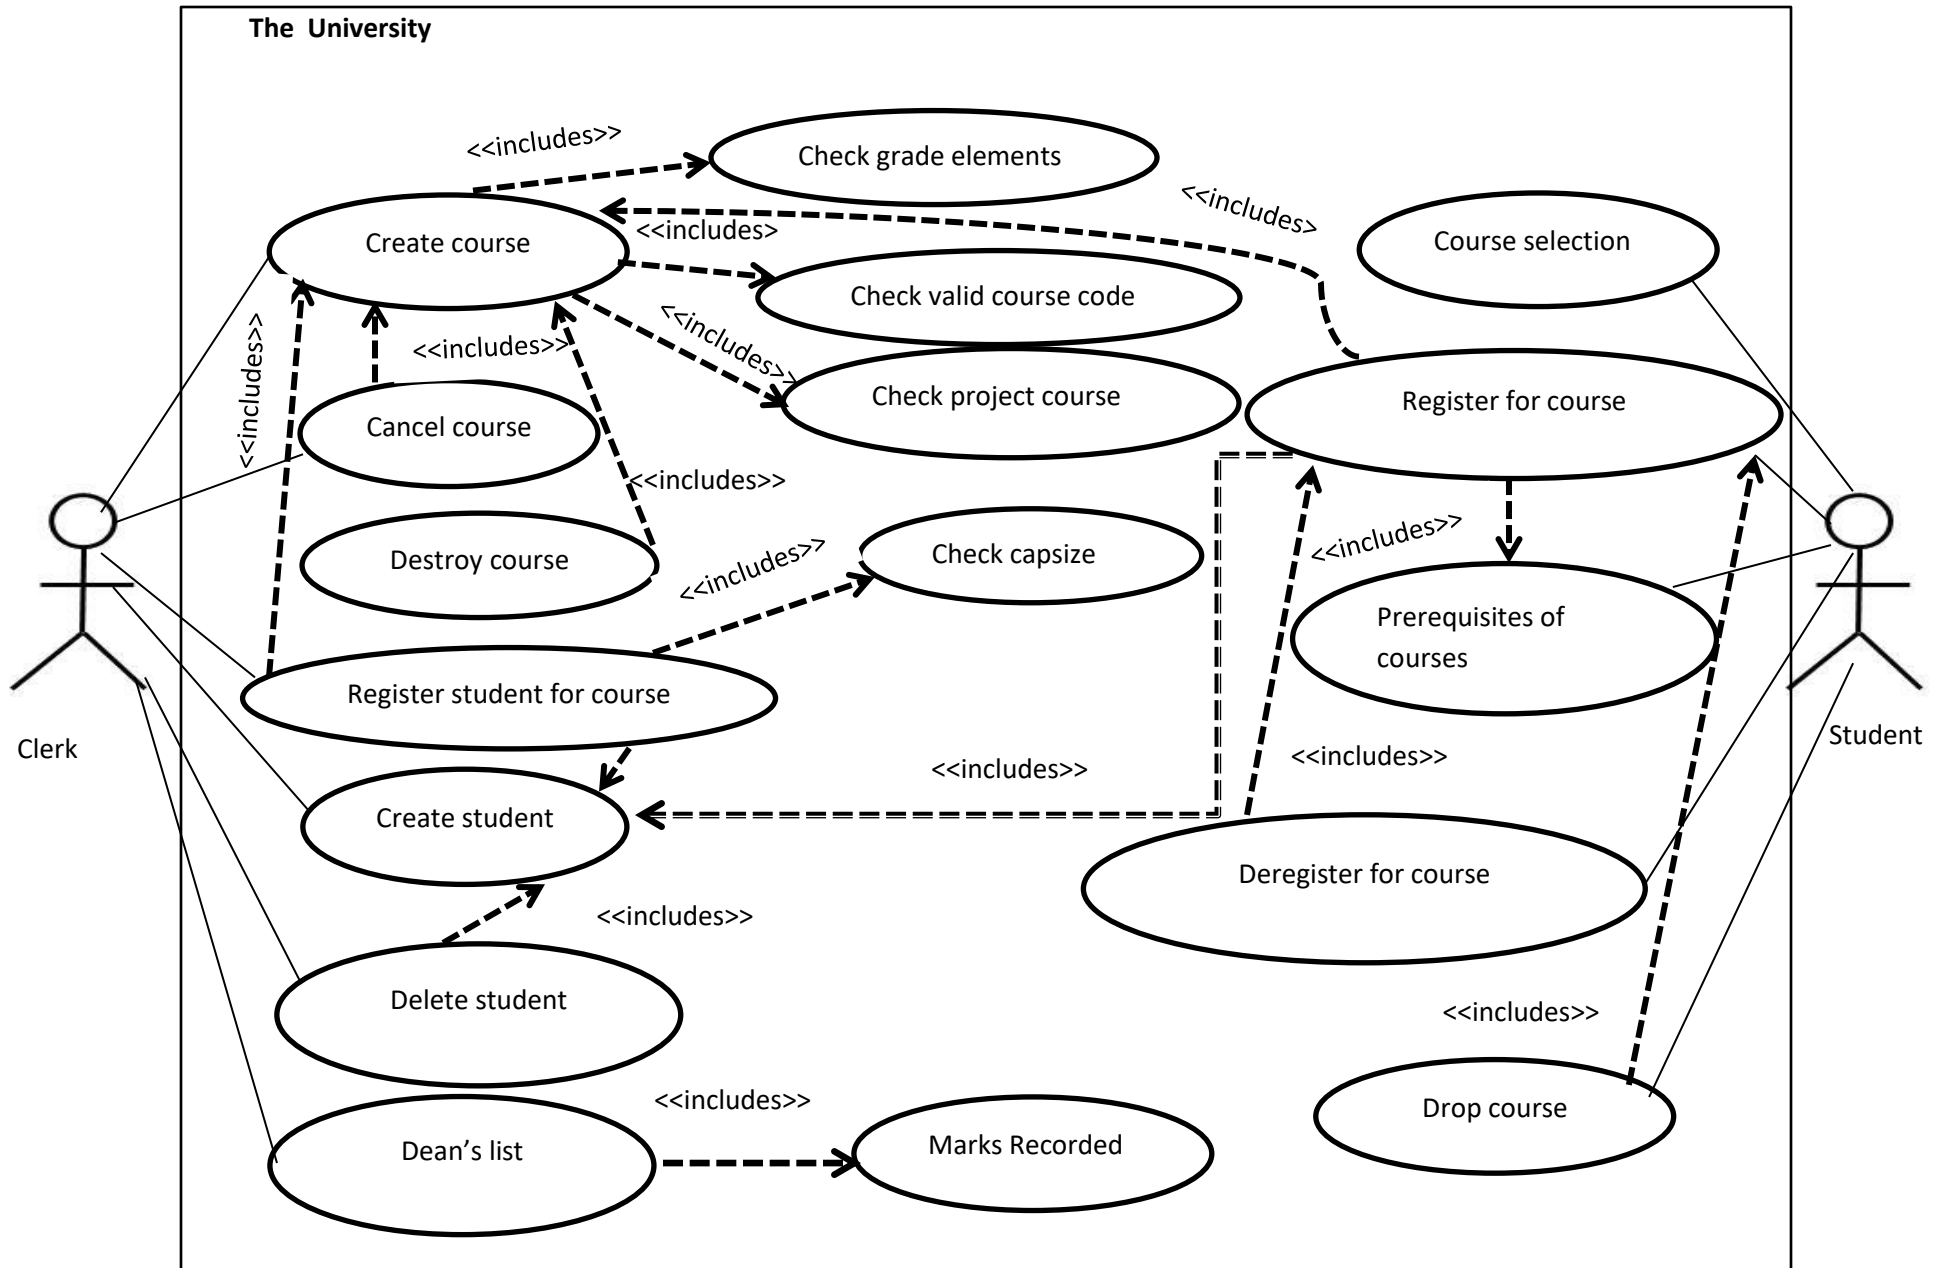 The University
<<includes>>
Check grade elements
<<includes>
Create course
<<includes>
Course selection
Check valid course code
<<includes>>
<<includes>>
<<includes>>
Check project course
Register for course
Cancel course
<<includes>>
Destroy course
<<includes>>
Check capsize
<<includes>>
Prerequisites of
courses
Register student for course
Clerk
Student
<<includes>>
<<includes>>
Create student
Deregister for course
<<includes>>
Delete student
<<includes>>
Dean’s list
<<includes>>
Marks Recorded
Drop course